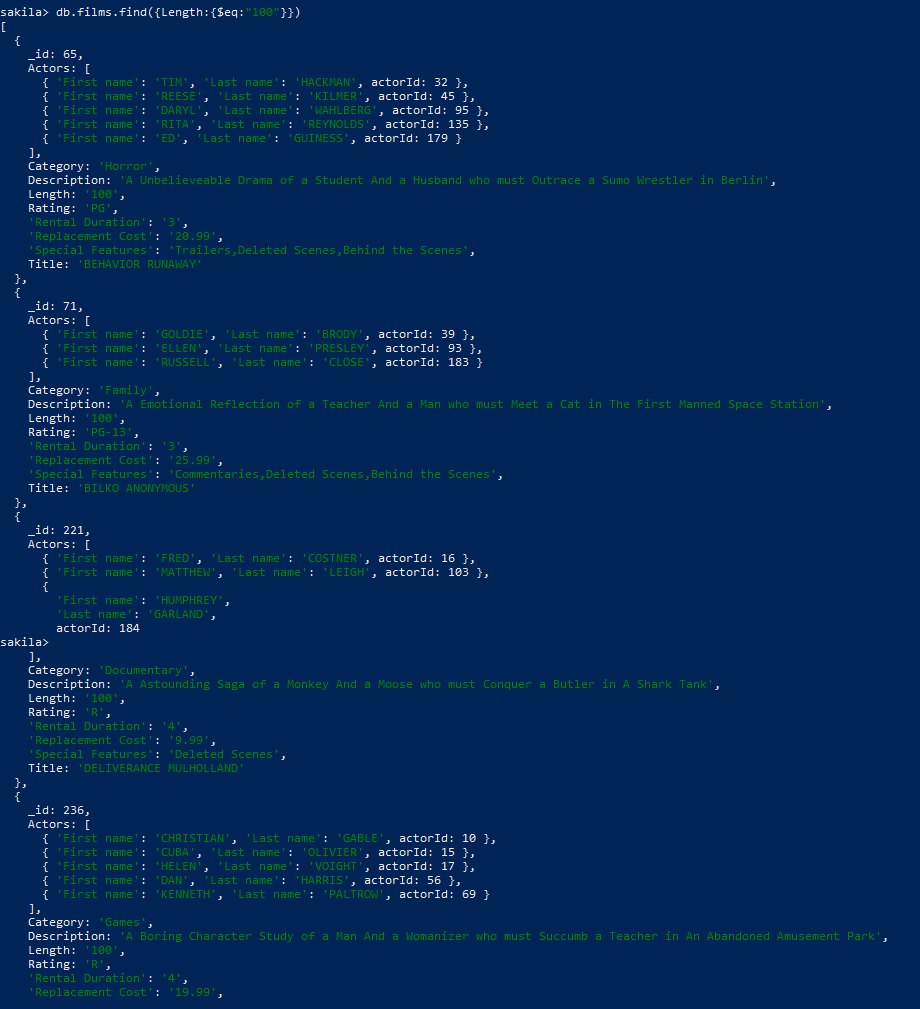 sakila> db.films.find({Length:{$eq:"100"}})
[
  {
    _id: 65,
    Actors: [
      { 'First name': 'TIM', 'Last name': 'HACKMAN', actorId: 32 },
      { 'First name': 'REESE', 'Last name': 'KILMER', actorId: 45 },
      { 'First name': 'DARYL', 'Last name': 'WAHLBERG', actorId: 95 },
      { 'First name': 'RITA', 'Last name': 'REYNOLDS', actorId: 135 },
      { 'First name': 'ED', 'Last name': 'GUINESS', actorId: 179 }
    ],
    Category: 'Horror',
    Description: 'A Unbelieveable Drama of a Student And a Husband who must Outrace a Sumo Wrestler in Berlin',
    Length: '100',
    Rating: 'PG',
    'Rental Duration': '3',
    'Replacement Cost': '20.99',
    'Special Features': 'Trailers,Deleted Scenes,Behind the Scenes',
    Title: 'BEHAVIOR RUNAWAY'
  },
  {
    _id: 71,
    Actors: [
      { 'First name': 'GOLDIE', 'Last name': 'BRODY', actorId: 39 },
      { 'First name': 'ELLEN', 'Last name': 'PRESLEY', actorId: 93 },
      { 'First name': 'RUSSELL', 'Last name': 'CLOSE', actorId: 183 }
    ],
    Category: 'Family',
    Description: 'A Emotional Reflection of a Teacher And a Man who must Meet a Cat in The First Manned Space Station',
    Length: '100',
    Rating: 'PG-13',
    'Rental Duration': '3',
    'Replacement Cost': '25.99',
    'Special Features': 'Commentaries,Deleted Scenes,Behind the Scenes',
    Title: 'BILKO ANONYMOUS'
  },
  {
    _id: 221,
    Actors: [
      { 'First name': 'FRED', 'Last name': 'COSTNER', actorId: 16 },
      { 'First name': 'MATTHEW', 'Last name': 'LEIGH', actorId: 103 },
      {
        'First name': 'HUMPHREY',
        'Last name': 'GARLAND',
        actorId: 184
sakila>
    ],
    Category: 'Documentary',
    Description: 'A Astounding Saga of a Monkey And a Moose who must Conquer a Butler in A Shark Tank',
    Length: '100',
    Rating: 'R',
    'Rental Duration': '4',
    'Replacement Cost': '9.99',
    'Special Features': 'Deleted Scenes',
    Title: 'DELIVERANCE MULHOLLAND'
  },
  {
    _id: 236,
    Actors: [
      { 'First name': 'CHRISTIAN', 'Last name': 'GABLE', actorId: 10 },
      { 'First name': 'CUBA', 'Last name': 'OLIVIER', actorId: 15 },
      { 'First name': 'HELEN', 'Last name': 'VOIGHT', actorId: 17 },
      { 'First name': 'DAN', 'Last name': 'HARRIS', actorId: 56 },
      { 'First name': 'KENNETH', 'Last name': 'PALTROW', actorId: 69 }
    ],
    Category: 'Games',
    Description: 'A Boring Character Study of a Man And a Womanizer who must Succumb a Teacher in An Abandoned Amusement Park',
    Length: '100',
    Rating: 'R',
    'Rental Duration': '4',
    'Replacement Cost': '19.99',